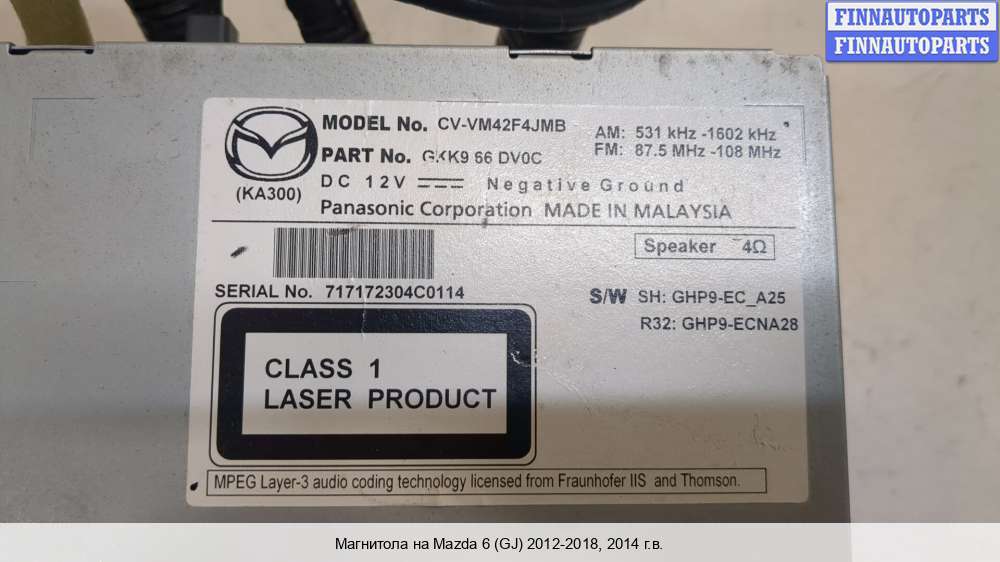 FINNAUTOPARTS
FINNAUTOPARTS
MODEL No. CV-VM42F4JMB
AM: 531 kHz -1602 kHz
PART No. GKK9 66 DV0C
FM: 87.5 MHz -108 MHz
(KA300)
DC 12V Negative Ground
Panasonic Corporation MADE IN MALAYSIA
Speaker 4Ω
SERIAL No. 717172304C0114
S/W SH: GHP9-EC_A25
R32: GHP9-ECNA28
CLASS 1
LASER PRODUCT
MPEG Layer-3 audio coding technology licensed from Fraunhofer IIS and Thomson.
Магнитола на Mazda 6 (GJ) 2012-2018, 2014 г.в.